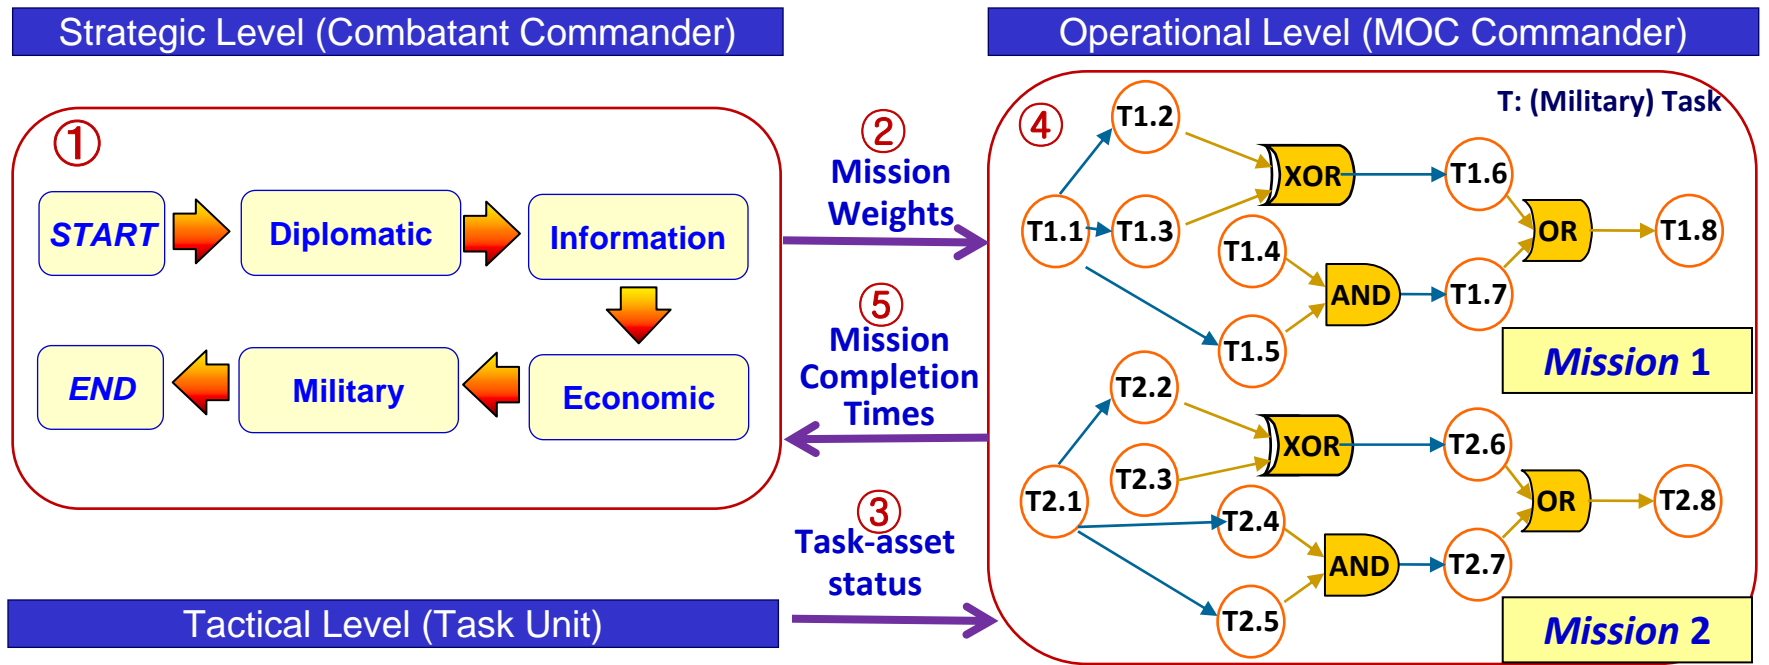 Strategic Level (Combatant Commander)
①
START
Diplomatic
Information
END
Military
Economic
②
Mission
Weights
⑤
Mission
Completion
Times
③
Task-asset
status
Tactical Level (Task Unit)
Operational Level (MOC Commander)
④
T: (Military) Task
T1.2
XOR
T1.6
T1.1
T1.3
T1.4
OR
T1.8
AND
T1.7
T1.5
Mission 1
T2.2
XOR
T2.6
T2.3
T2.1
T2.4
OR
T2.8
AND
T2.7
T2.5
Mission 2